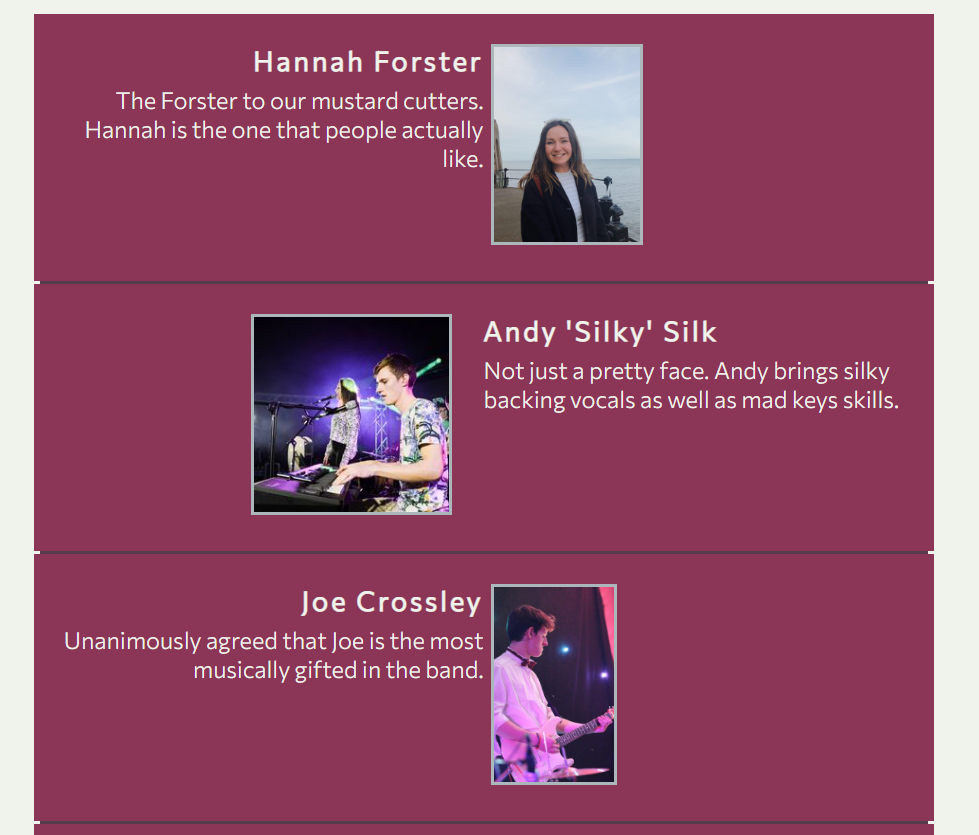 Hannah Forster
The Forster to our mustard cutters.
Hannah is the one that people actually
like.
Andy 'Silky' Silk
Not just a pretty face. Andy brings silky
backing vocals as well as mad keys skills.
Joe Crossley
Unanimously agreed that Joe is the most
musically gifted in the band.